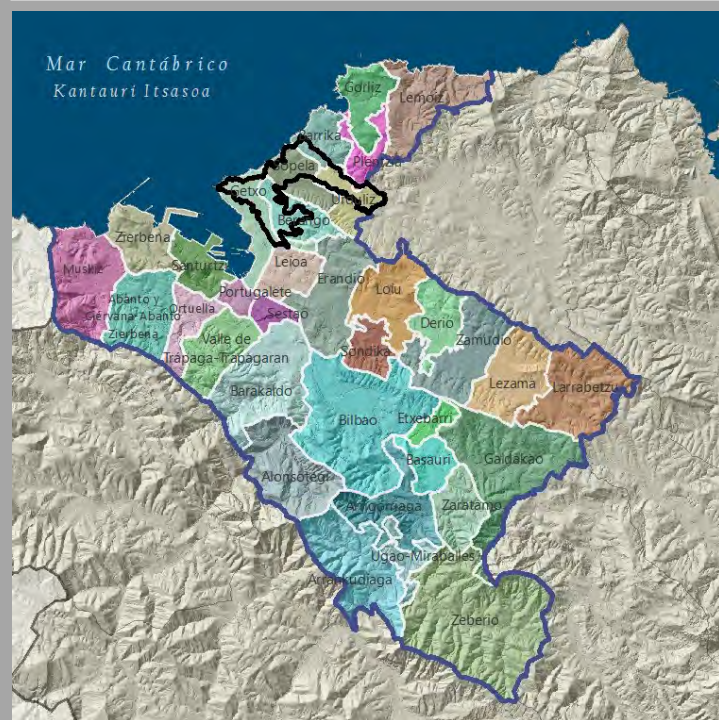 Mar Cantábrico
Kantauri Itsasoa
Gorliz
Lemoiz
Barrika
Plentzia
Sopela
Getxo
Urduliz
Berango
Zierbena
Muskiz
Santurtzi
Leioa
Erandio
Abanto y
Ciérvana-Abanto
Zierbena
Ortuella
Portugalete
Sestao
Loiu
Derio
Zamudio
Valle de
Trápaga-Trapagaran
Sondika
Lezama
Larrabetzu
Barakaldo
Bilbao
Etxebarri
Basauri
Galdakao
Alonsotegi
Arrigorriaga
Zaratamo
Ugao-Miraballes
Arrankudiaga
Zeberio